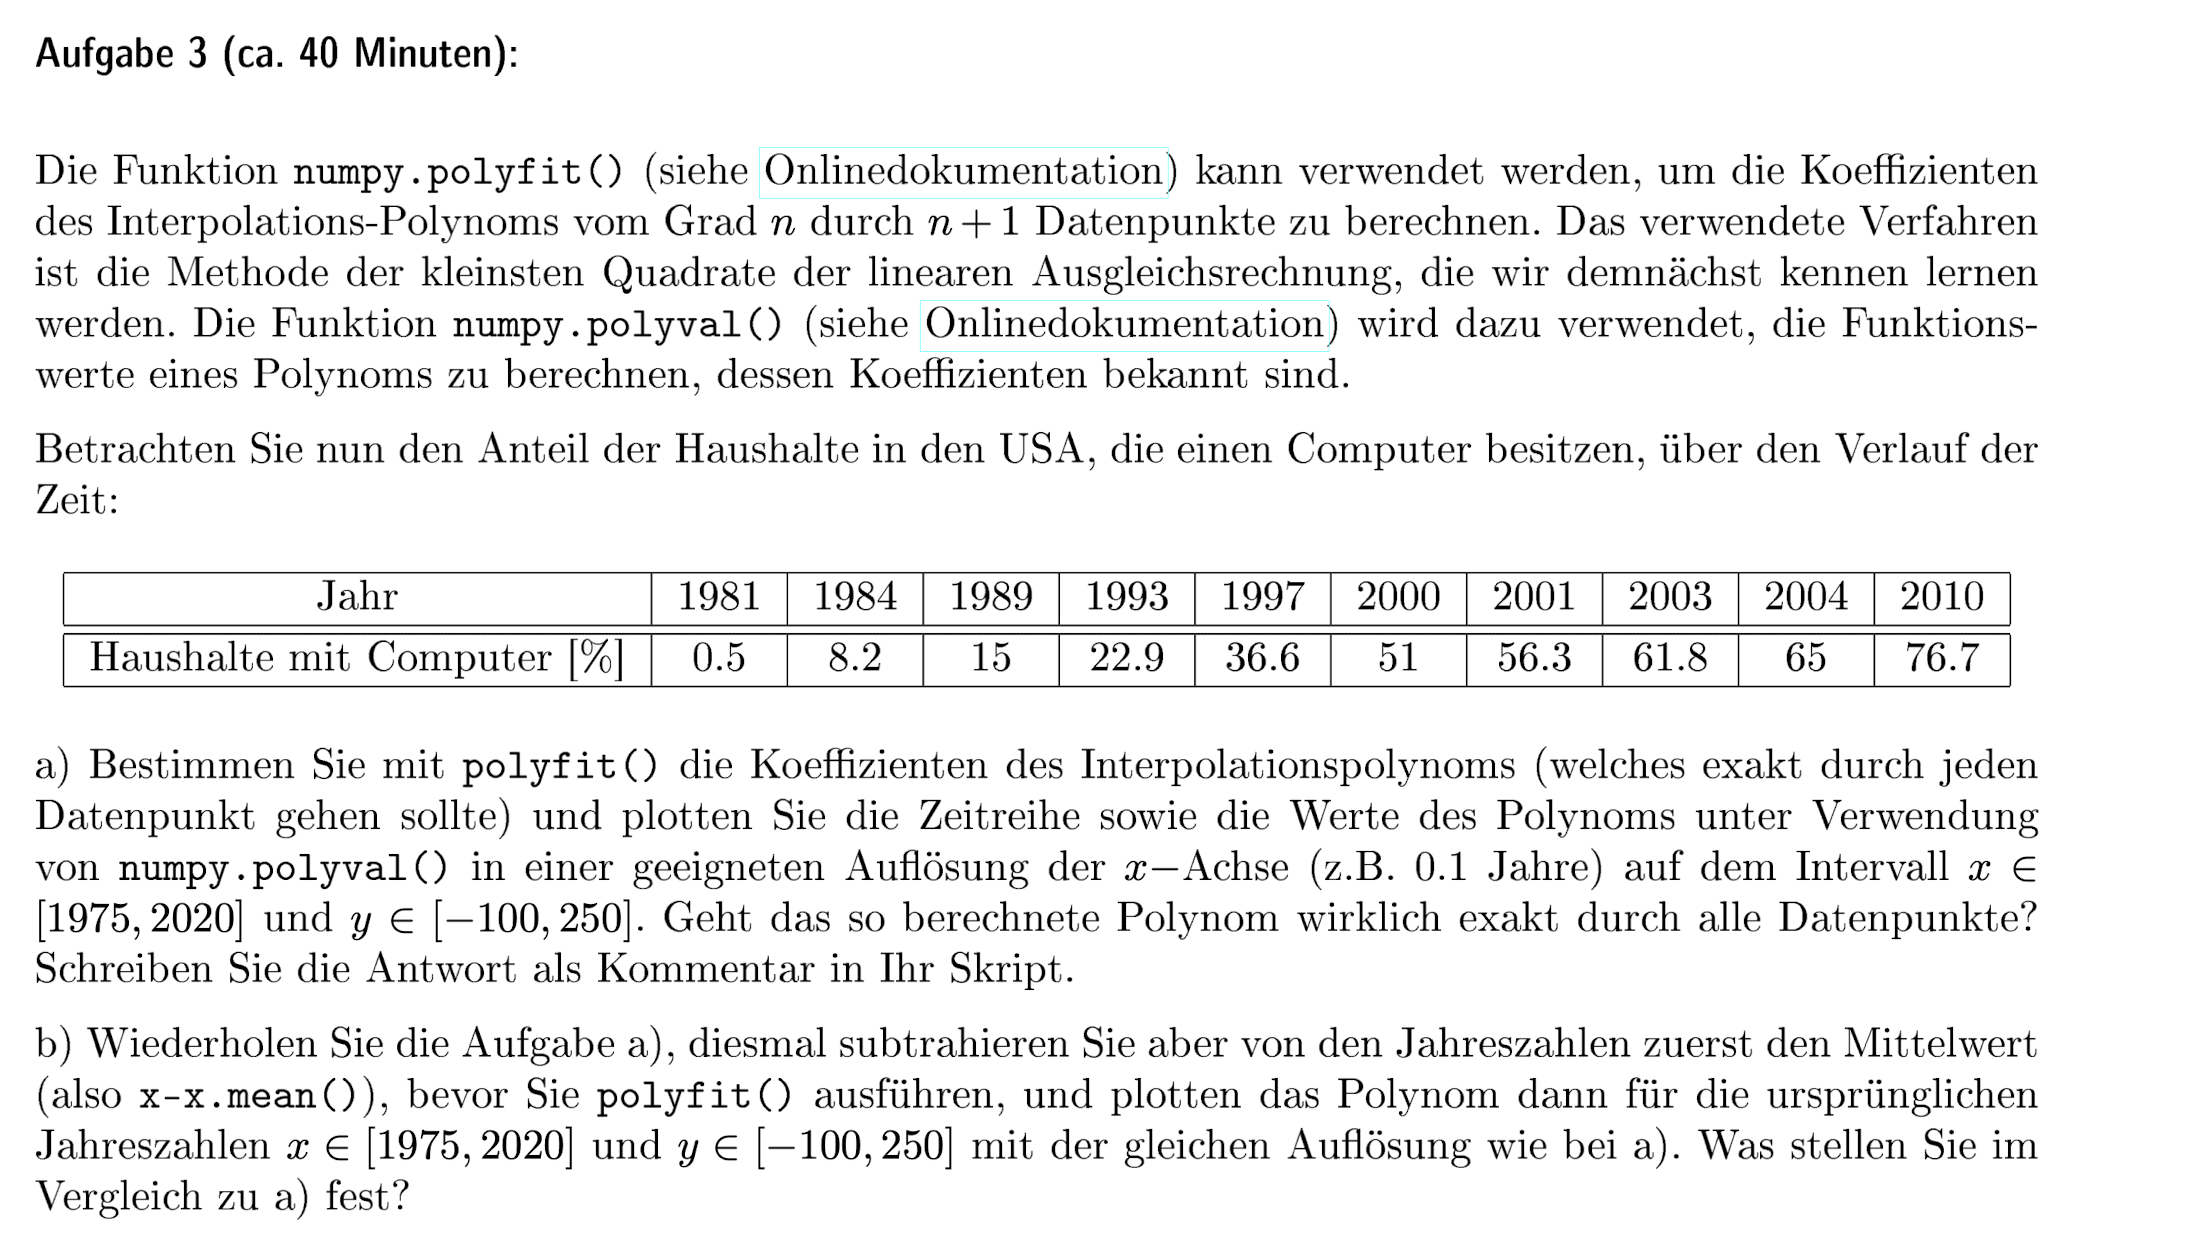 Aufgabe 3 (ca. 40 Minuten):
Die Funktion numpy.polyfit() (siehe Onlinedokumentation) kann verwendet werden, um die Koeffizienten
des Interpolations-Polynoms vom Grad n durch n + 1 Datenpunkte zu berechnen. Das verwendete Verfahren
ist die Methode der kleinsten Quadrate der linearen Ausgleichsrechnung, die wir demnächst kennen lernen
werden. Die Funktion numpy.polyval() (siehe Onlinedokumentation) wird dazu verwendet, die Funktions-
werte eines Polynoms zu berechnen, dessen Koeffizienten bekannt sind.
Betrachten Sie nun den Anteil der Haushalte in den USA, die einen Computer besitzen, über den Verlauf der
Zeit:
Jahr 1981 1984 1989 1993 1997 2000 2001 2003 2004 2010
Haushalte mit Computer [%] 0.5 8.2 15 22.9 36.6 51 56.3 61.8 65 76.7
a) Bestimmen Sie mit polyfit() die Koeffizienten des Interpolationspolynoms (welches exakt durch jeden
Datenpunkt gehen sollte) und plotten Sie die Zeitreihe sowie die Werte des Polynoms unter Verwendung
von numpy.polyval() in einer geeigneten Auflösung der x−Achse (z.B. 0.1 Jahre) auf dem Intervall x ∈
[1975, 2020] und y ∈ [−100, 250]. Geht das so berechnete Polynom wirklich exakt durch alle Datenpunkte?
Schreiben Sie die Antwort als Kommentar in Ihr Skript.
b) Wiederholen Sie die Aufgabe a), diesmal subtrahieren Sie aber von den Jahreszahlen zuerst den Mittelwert
(also x-x.mean()), bevor Sie polyfit() ausführen, und plotten das Polynom dann für die ursprünglichen
Jahreszahlen x ∈ [1975, 2020] und y ∈ [−100, 250] mit der gleichen Auflösung wie bei a). Was stellen Sie im
Vergleich zu a) fest?